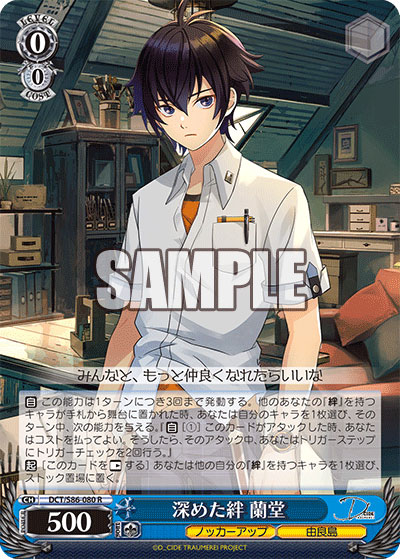 LEVEL
0
0
COST
SAMPLE
みんなと、もっと仲良くなれたらいいな
自 この能力は1ターンにつき3回まで発動する。他のあなたの『絆』を持つ
キャラが手札から舞台に置かれた時、あなたは自分のキャラを1枚選び、そ
のターン中、次の能力を与える。『自 [①] このカードがアタックした時、あなた
はコストを払ってよい。そうしたら、そのアタック中、あなたはトリガーステップ
にトリガーチェックを2回行う。』
起 [このカードをする] あなたは他の自分の『絆』を持つキャラを1枚選び、
ストック置場に置く。
CH DCT/S86-080 R
500
深めた絆 蘭堂
ノッカーアップ
由良島
©D_CIDE TRAUMEREI PROJECT